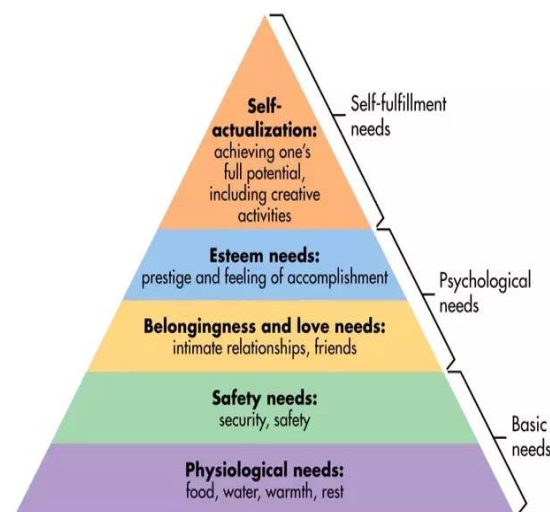 Self-
actualization:
achieving one's
full potential,
including creative
activities
Self-fulfillment
needs
Esteem needs:
prestige and feeling of accomplishment
Belongingness and love needs:
intimate relationships, friends
Psychological
needs
Safety needs:
security, safety
Physiological needs:
food, water, warmth, rest
Basic
needs